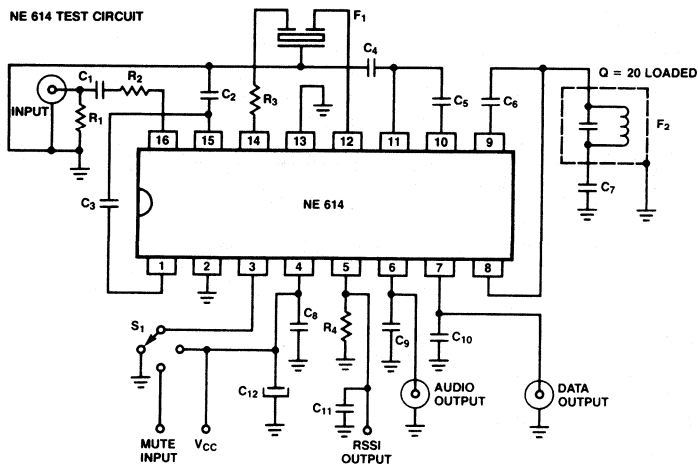 NE 614 TEST CIRCUIT
F1
C4
Q = 20 LOADED
C1
R2
INPUT
R1
C2
R3
C5
C6
F2
16
15
14
13
12
11
10
9
C7
C3
NE 614
1
2
3
4
5
6
7
8
S1
C8
R4
C9
C10
C12
C11
AUDIO
OUTPUT
DATA
OUTPUT
MUTE
INPUT
VCC
RSSI
OUTPUT